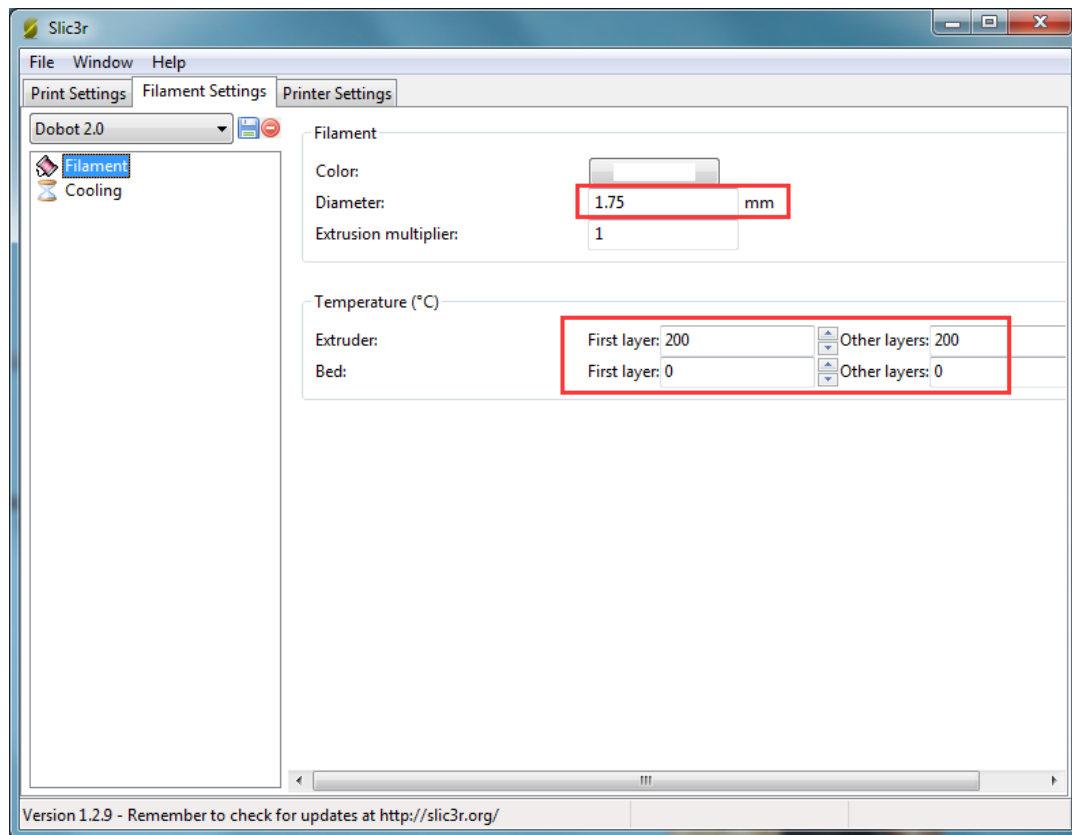 Slic3r
File Window Help
Print Settings Filament Settings Printer Settings
Dobot 2.0
Filament
Cooling
Filament
Color:
Diameter: 1.75 mm
Extrusion multiplier: 1
Temperature (°C)
Extruder: First layer: 200 Other layers: 200
Bed: First layer: 0 Other layers: 0
Version 1.2.9 - Remember to check for updates at http://slic3r.org/